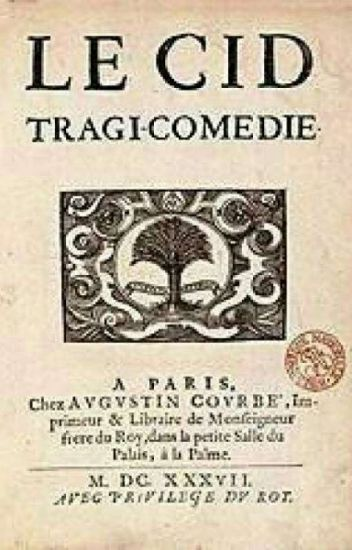 LE CID
TRAGI-COMEDIE.
A PARIS,
Chez AVGVSTIN COVRBE', Im-
primeur & Libraire de Monseigneur
frere du Roy, dans la petite Salle du
Palais, à la Palme.
M. DC. XXXVII.
AVEC PRIVILEGE DV ROY.